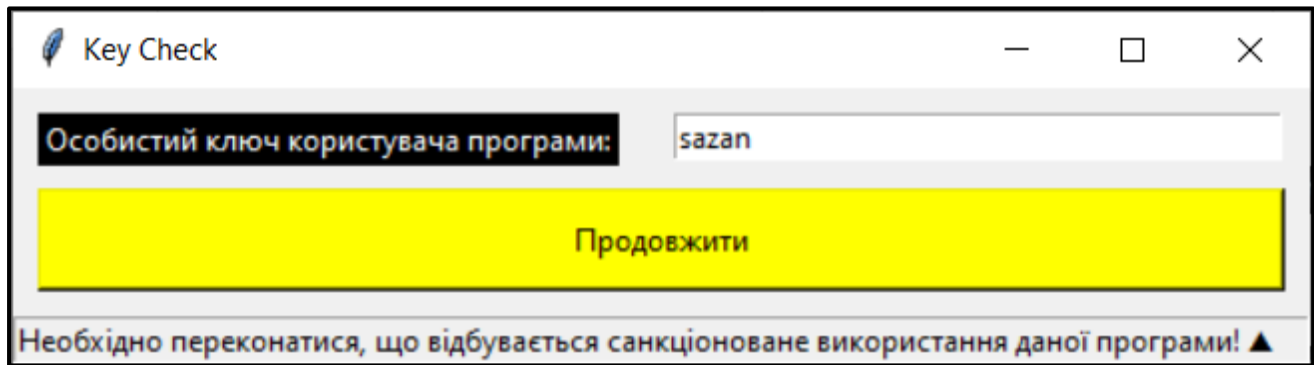 Key Check
Особистий ключ користувача програми: sazan
Продовжити
Необхідно переконатися, що відбувається санкціоноване використання даної програми! ▲